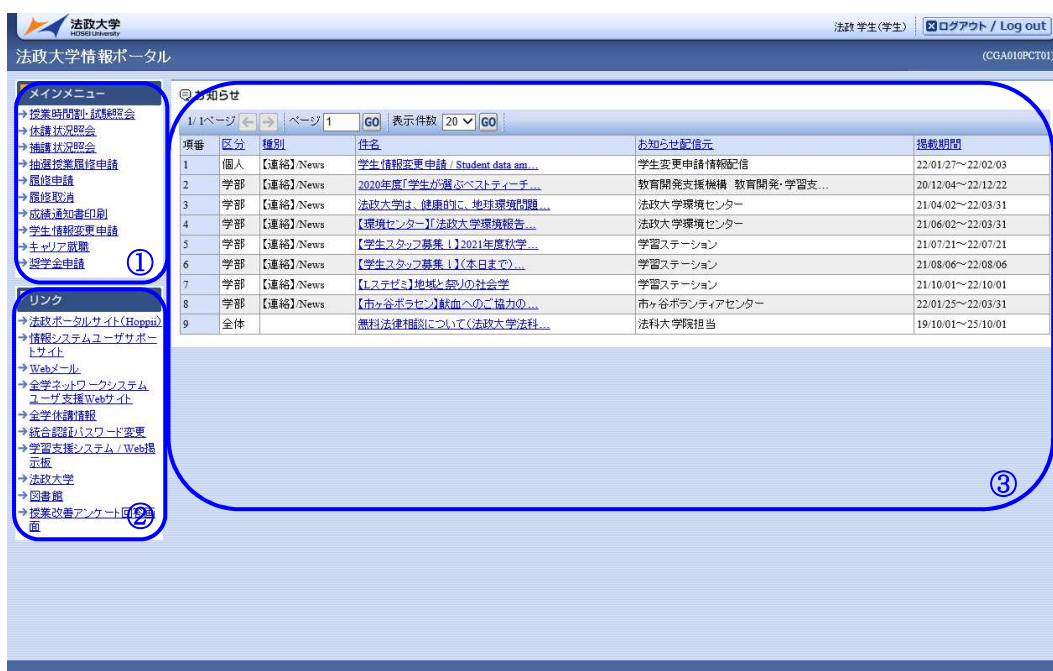 法政大学
HOSEI University
法政 学生(学生)
ログアウト / Log out
法政大学情報ポータル
(CGA010PCT01)
メインメニュー
授業時間割・試験照会
休講状況照会
補講状況照会
抽選授業履修申請
履修申請
履修取消
成績通知書印刷
学生情報変更申請
キャリア就職
奨学金申請
①
リンク
法政ポータルサイト(Hoppii)
情報システムユーザサポー
トサイト
Webメール
全学ネットワークシステム
ユーザ支援Webサイト
全学休講情報
統合認証パスワード変更
学習支援システム / Web掲
示板
法政大学
図書館
授業改善アンケート回答画
面
②
お知らせ
1/1ページ ページ 1 GO 表示件数 20 GO
項番 区分 種別 件名 お知らせ配信元 掲載期間
1 個人 【連絡】/News 学生情報変更申請 / Student data am... 学生変更申請情報配信 22/01/27～22/02/03
2 学部 【連絡】/News 2020年度「学生が選ぶベストティーチ... 教育開発支援機構 教育開発・学習支... 20/12/04～22/12/22
3 学部 【連絡】/News 法政大学は、健康的に、地球環境問題... 法政大学環境センター 21/04/02～22/03/31
4 学部 【連絡】/News 【環境センター】「法政大学環境報告... 法政大学環境センター 21/06/02～22/03/31
5 学部 【連絡】/News 【学生スタッフ募集！】2021年度秋学... 学習ステーション 21/07/21～22/07/21
6 学部 【連絡】/News 【学生スタッフ募集！】(本日まで)... 学習ステーション 21/08/06～22/08/06
7 学部 【連絡】/News 【Lステゼミ】地域と祭りの社会学 学習ステーション 21/10/01～22/10/01
8 学部 【連絡】/News 【市ヶ谷ボラセン】献血へのご協力の... 市ヶ谷ボランティアセンター 22/01/25～22/03/31
9 全体 無料法律相談について(法政大学法科... 法科大学院担当 19/10/01～25/10/01
③